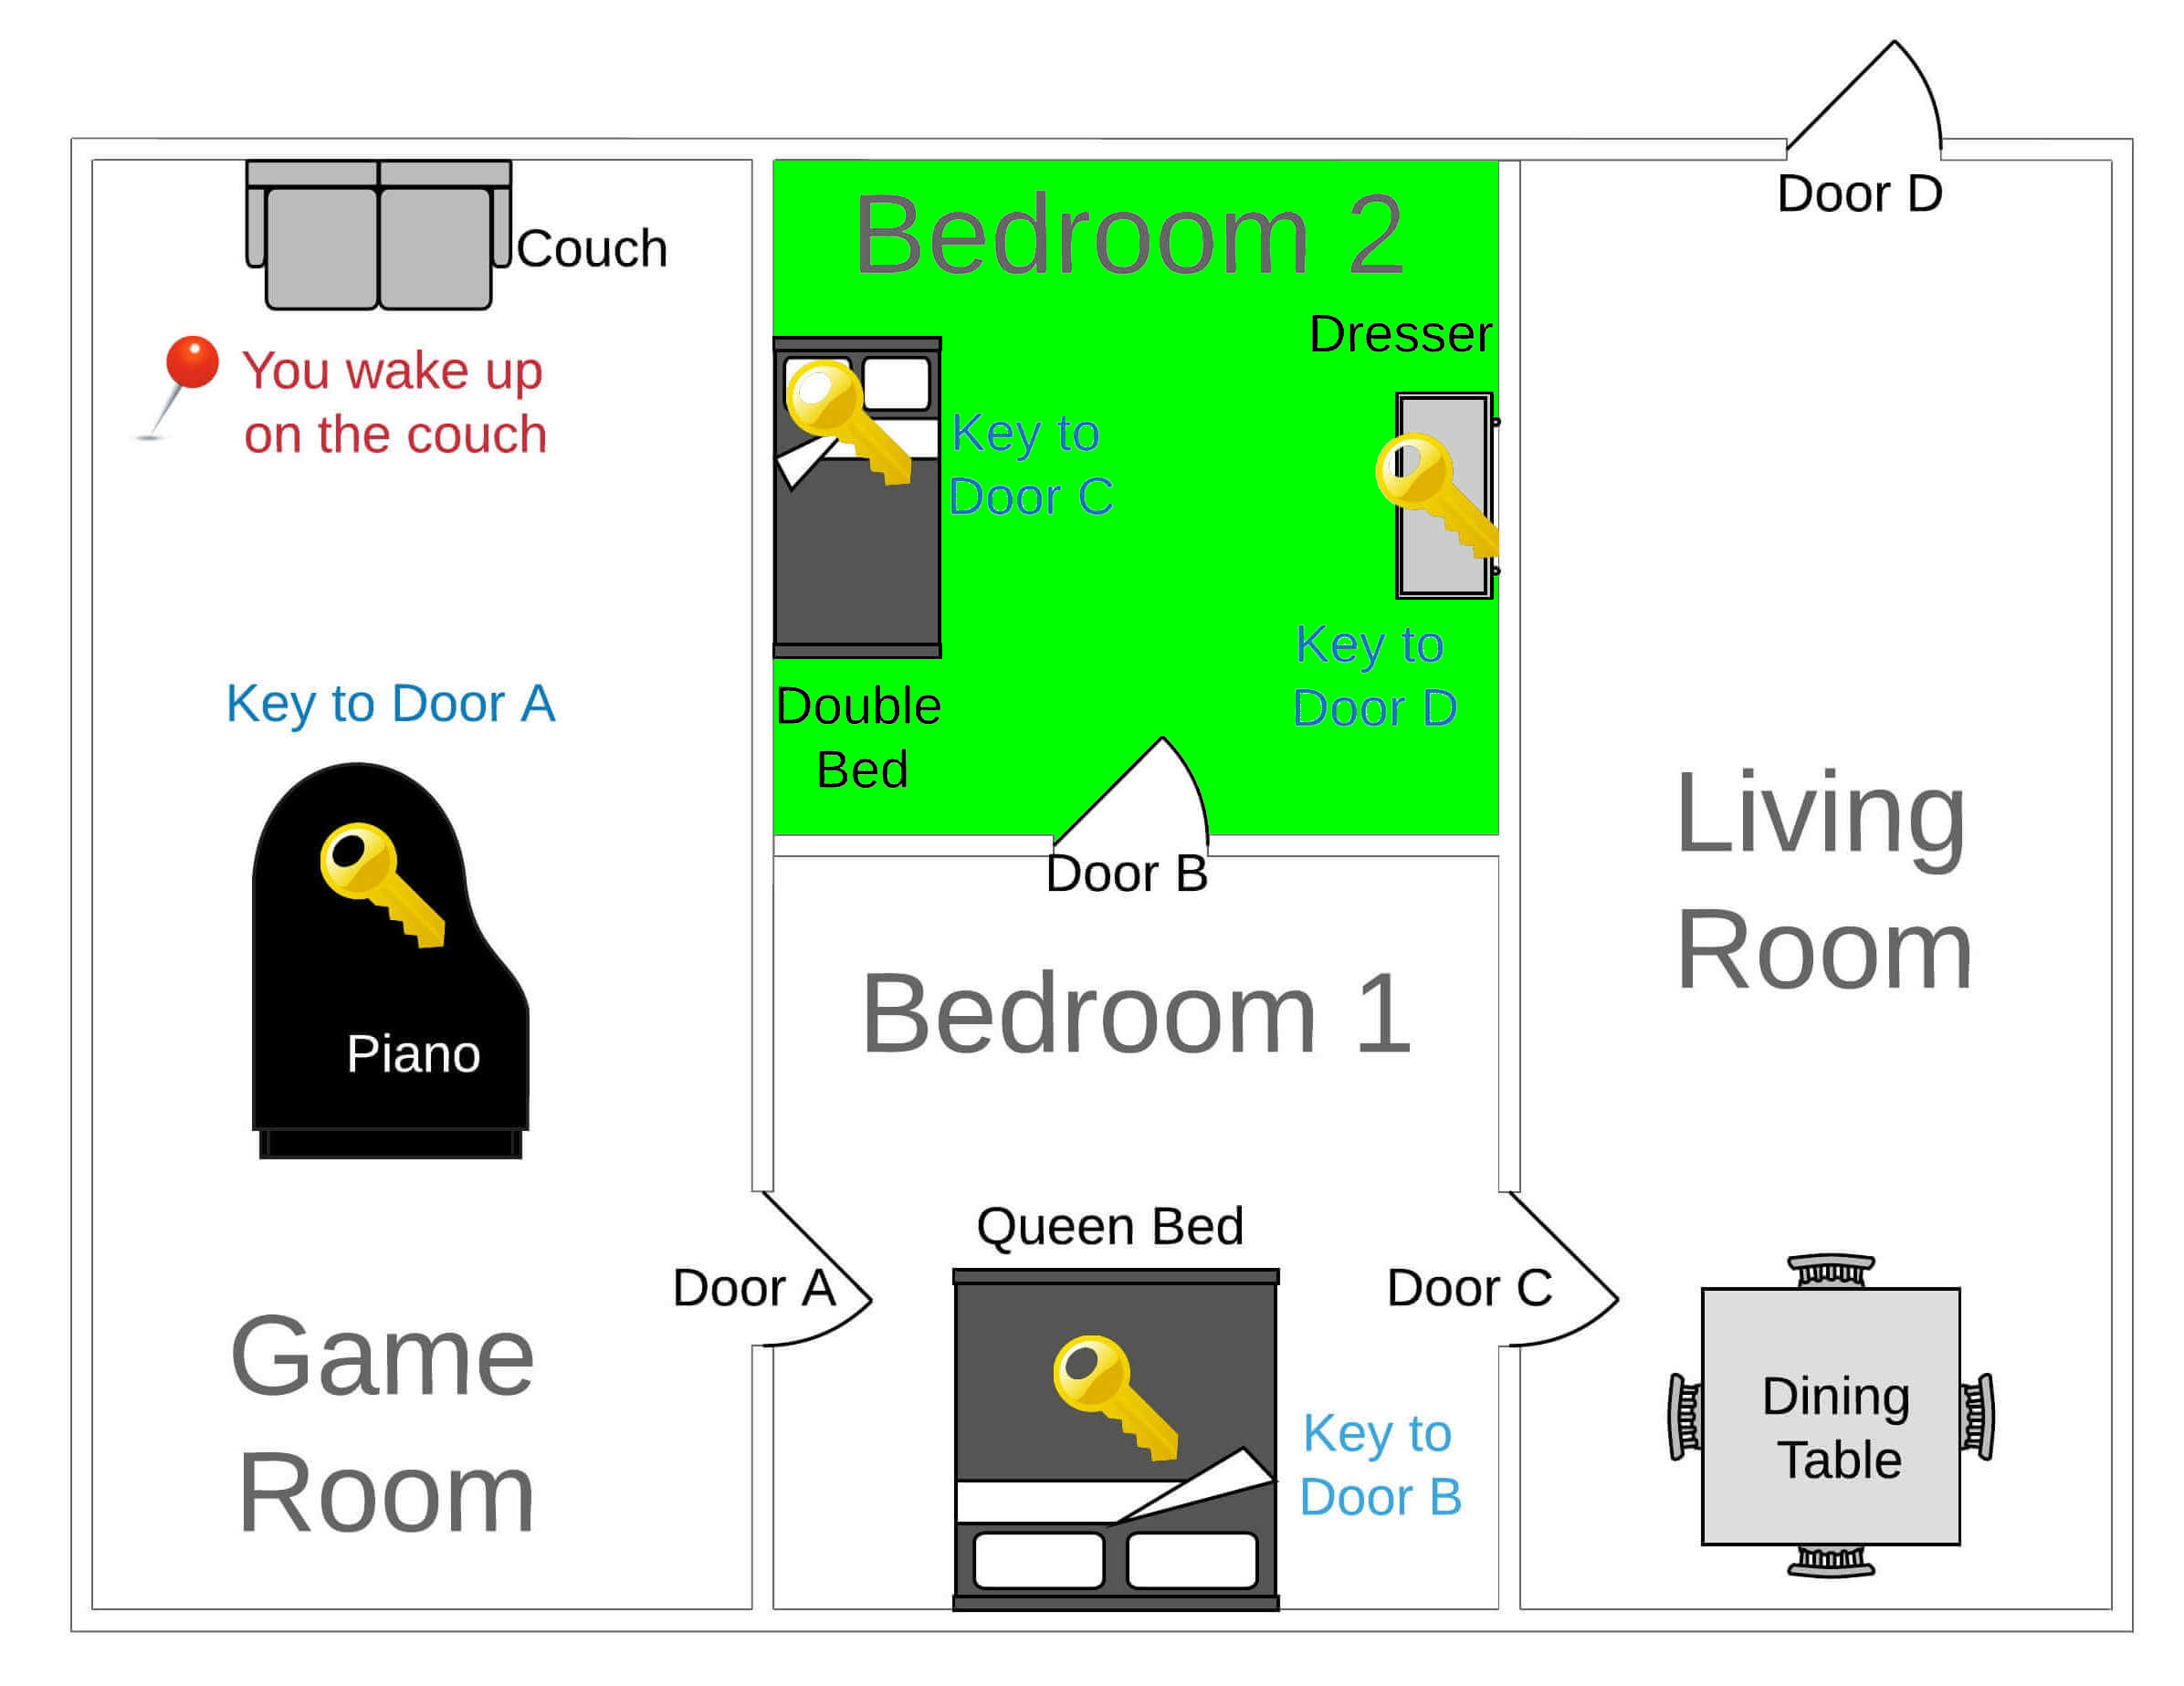 Door D
Bedroom 2
Couch
Dresser
You wake up
on the couch
Key to
Door C
Key to
Door D
Key to Door A
Double
Bed
Door B
Living
Room
Bedroom 1
Piano
Queen Bed
Door A
Door C
Game
Room
Key to
Door B
Dining
Table